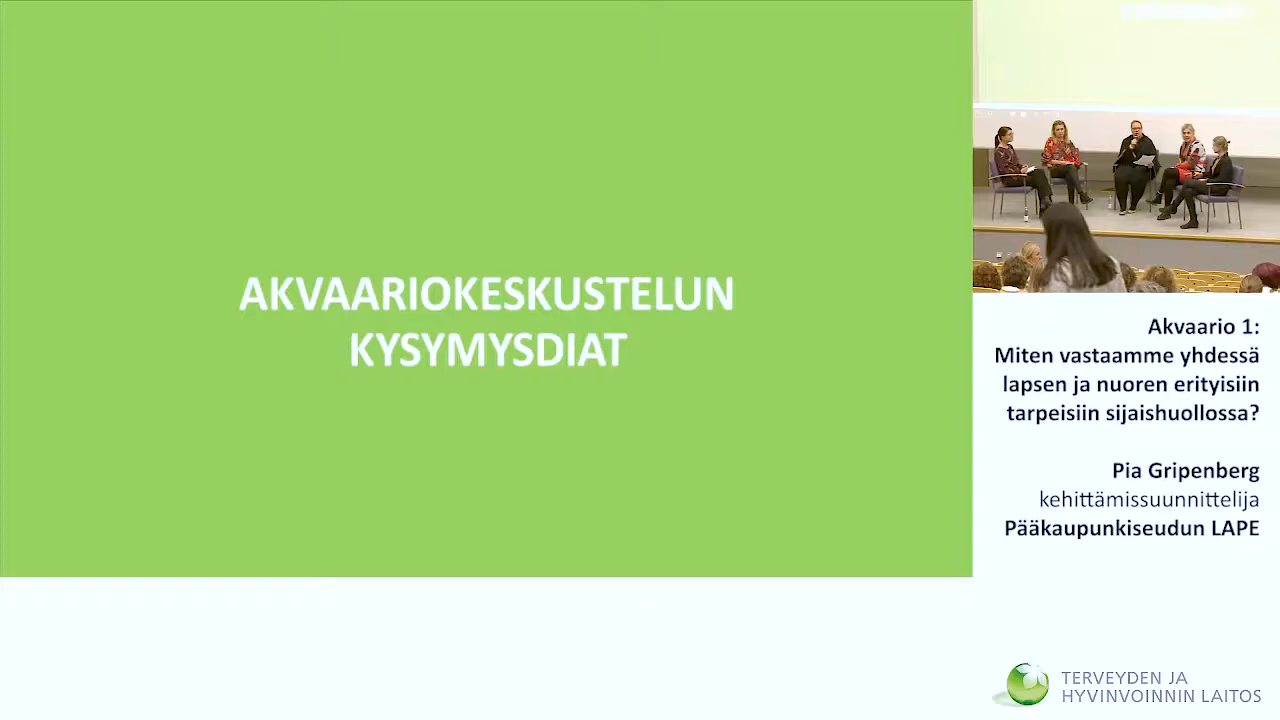 AKVAARIOKESKUSTELUN
KYSYMYSDIAT
Akvaario 1:
Miten vastaamme yhdessä
lapsen ja nuoren erityisiin
tarpeisiin sijaishuollossa?
Pia Gripenberg
kehittämissuunnittelija
Pääkaupunkiseudun LAPE
TERVEYDEN JA
HYVINVOINNIN LAITOS